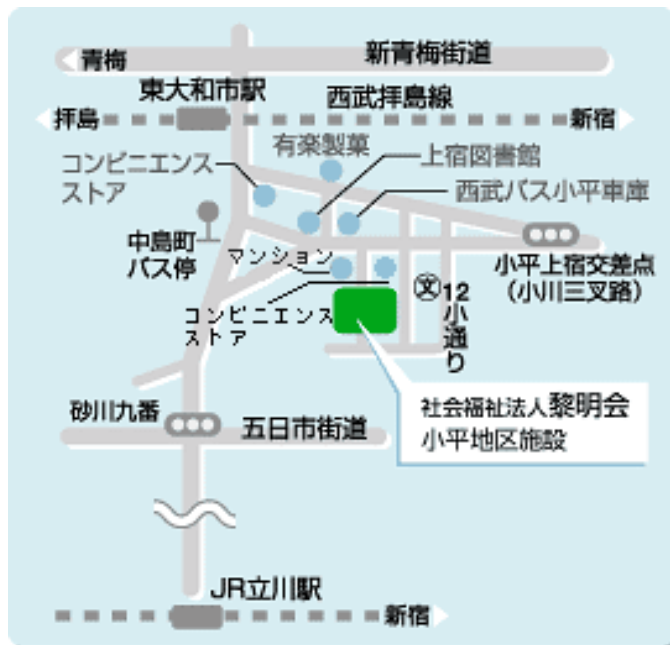 新青梅街道
青梅
東大和市駅
西武拝島線
拝島
新宿
有楽製菓
コンビニエンス
ストア
上宿図書館
西武バス小平車庫
中島町
バス停
マンション
小平上宿交差点
(小川三叉路)
文
12小通り
コンビニエンス
ストア
社会福祉法人黎明会
小平地区施設
砂川九番
五日市街道
JR立川駅
新宿